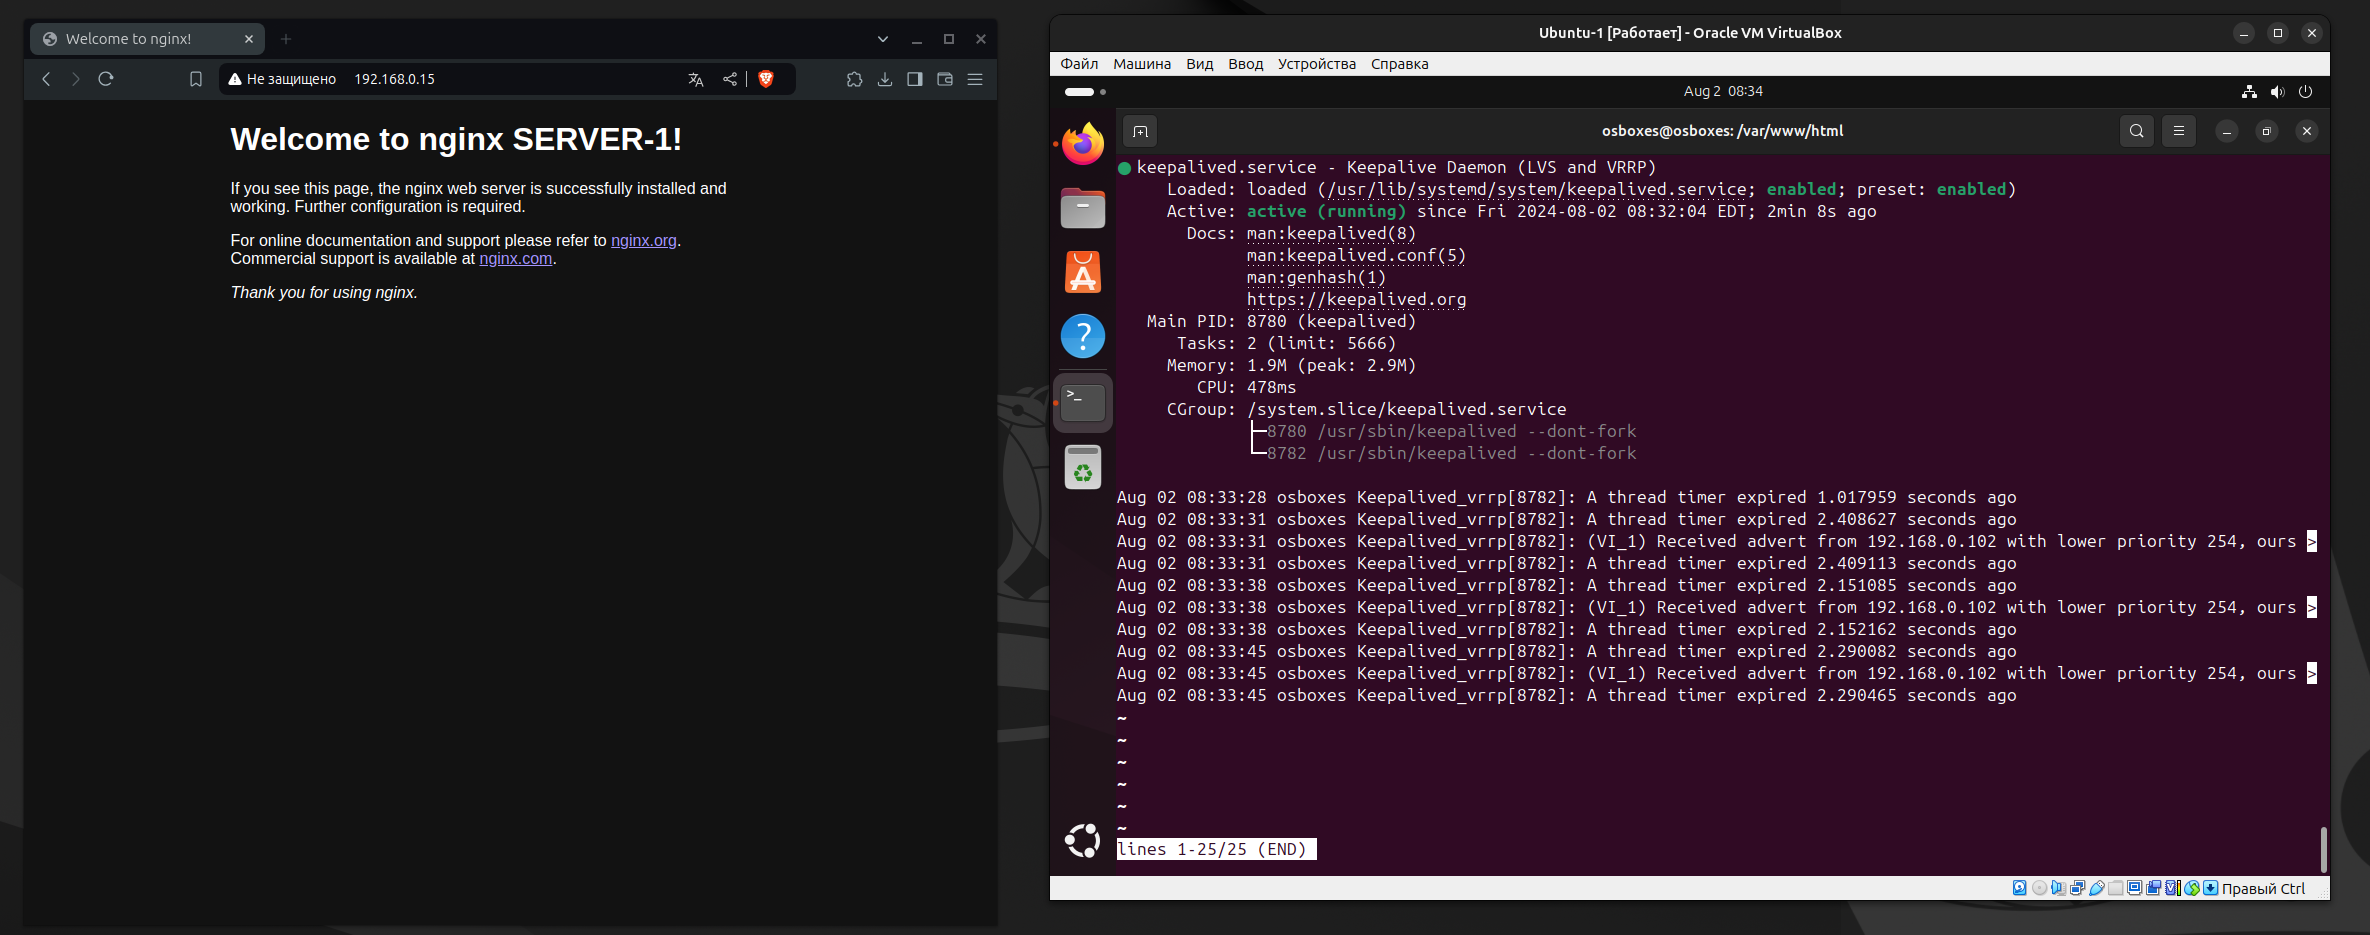 Welcome to nginx!
Не защищено 192.168.0.15
Welcome to nginx SERVER-1!
If you see this page, the nginx web server is successfully installed and
working. Further configuration is required.
For online documentation and support please refer to nginx.org.
Commercial support is available at nginx.com.
Thank you for using nginx.
Ubuntu-1 [Работает] - Oracle VM VirtualBox
Файл Машина Вид Ввод Устройства Справка
Aug 2 08:34
osboxes@osboxes: /var/www/html
keepalived.service - Keepalive Daemon (LVS and VRRP)
Loaded: loaded (/usr/lib/systemd/system/keepalived.service; enabled; preset: enabled)
Active: active (running) since Fri 2024-08-02 08:32:04 EDT; 2min 8s ago
Docs: man:keepalived(8)
man:keepalived.conf(5)
man:genhash(1)
https://keepalived.org
Main PID: 8780 (keepalived)
Tasks: 2 (limit: 5666)
Memory: 1.9M (peak: 2.9M)
CPU: 478ms
CGroup: /system.slice/keepalived.service
├─8780 /usr/sbin/keepalived --dont-fork
└─8782 /usr/sbin/keepalived --dont-fork
Aug 02 08:33:28 osboxes Keepalived_vrrp[8782]: A thread timer expired 1.017959 seconds ago
Aug 02 08:33:31 osboxes Keepalived_vrrp[8782]: A thread timer expired 2.408627 seconds ago
Aug 02 08:33:31 osboxes Keepalived_vrrp[8782]: (VI_1) Received advert from 192.168.0.102 with lower priority 254, ours >
Aug 02 08:33:31 osboxes Keepalived_vrrp[8782]: A thread timer expired 2.409113 seconds ago
Aug 02 08:33:38 osboxes Keepalived_vrrp[8782]: A thread timer expired 2.151085 seconds ago
Aug 02 08:33:38 osboxes Keepalived_vrrp[8782]: (VI_1) Received advert from 192.168.0.102 with lower priority 254, ours >
Aug 02 08:33:38 osboxes Keepalived_vrrp[8782]: A thread timer expired 2.152162 seconds ago
Aug 02 08:33:45 osboxes Keepalived_vrrp[8782]: A thread timer expired 2.290082 seconds ago
Aug 02 08:33:45 osboxes Keepalived_vrrp[8782]: (VI_1) Received advert from 192.168.0.102 with lower priority 254, ours >
Aug 02 08:33:45 osboxes Keepalived_vrrp[8782]: A thread timer expired 2.290465 seconds ago
~
~
~
~
~
~
lines 1-25/25 (END)
Правый Ctrl